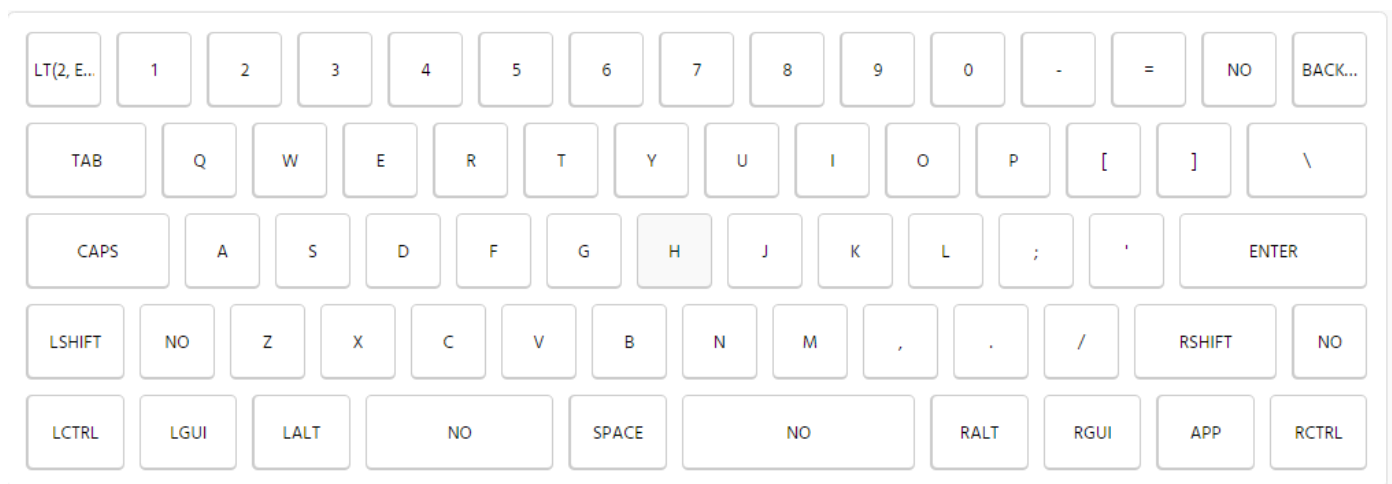 LT(2, E... 1 2 3 4 5 6 7 8 9 0 - = NO BACK...
TAB Q W E R T Y U I O P [ ] \
CAPS A S D F G H J K L ; ' ENTER
LSHIFT NO Z X C V B N M , . / RSHIFT NO
LCTRL LGUI LALT NO SPACE NO RALT RGUI APP RCTRL